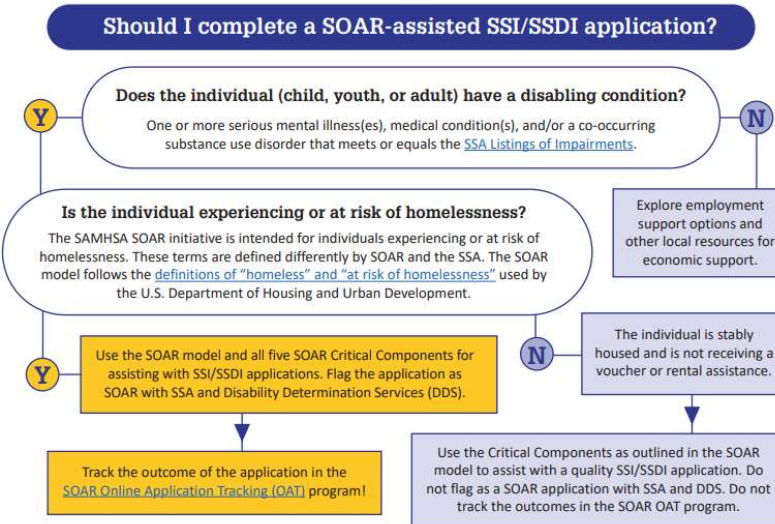 Should I complete a SOAR-assisted SSI/SSDI application?
Does the individual (child, youth, or adult) have a disabling condition?
One or more serious mental illness(es), medical condition(s), and/or a co-occurring
substance use disorder that meets or equals the SSA Listings of Impairments.
Y
N
Explore employment
support options and
other local resources for
economic support.
Is the individual experiencing or at risk of homelessness?
The SAMHSA SOAR initiative is intended for individuals experiencing or at risk of
homelessness. These terms are defined differently by SOAR and the SSA. The SOAR
model follows the definitions of “homeless” and “at risk of homelessness” used by
the U.S. Department of Housing and Urban Development.
Y
Use the SOAR model and all five SOAR Critical Components for
assisting with SSI/SSDI applications. Flag the application as
SOAR with SSA and Disability Determination Services (DDS).
N
The individual is stably
housed and is not receiving a
voucher or rental assistance.
Track the outcome of the application in the
SOAR Online Application Tracking (OAT) program!
Use the Critical Components as outlined in the SOAR
model to assist with a quality SSI/SSDI application. Do
not flag as a SOAR application with SSA and DDS. Do not
track the outcomes in the SOAR OAT program.